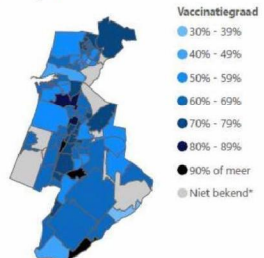 Vaccinatiegraad
30% - 39%
40% - 49%
50% - 59%
60% - 69%
70% - 79%
80% - 89%
90% of meer
Niet bekend*